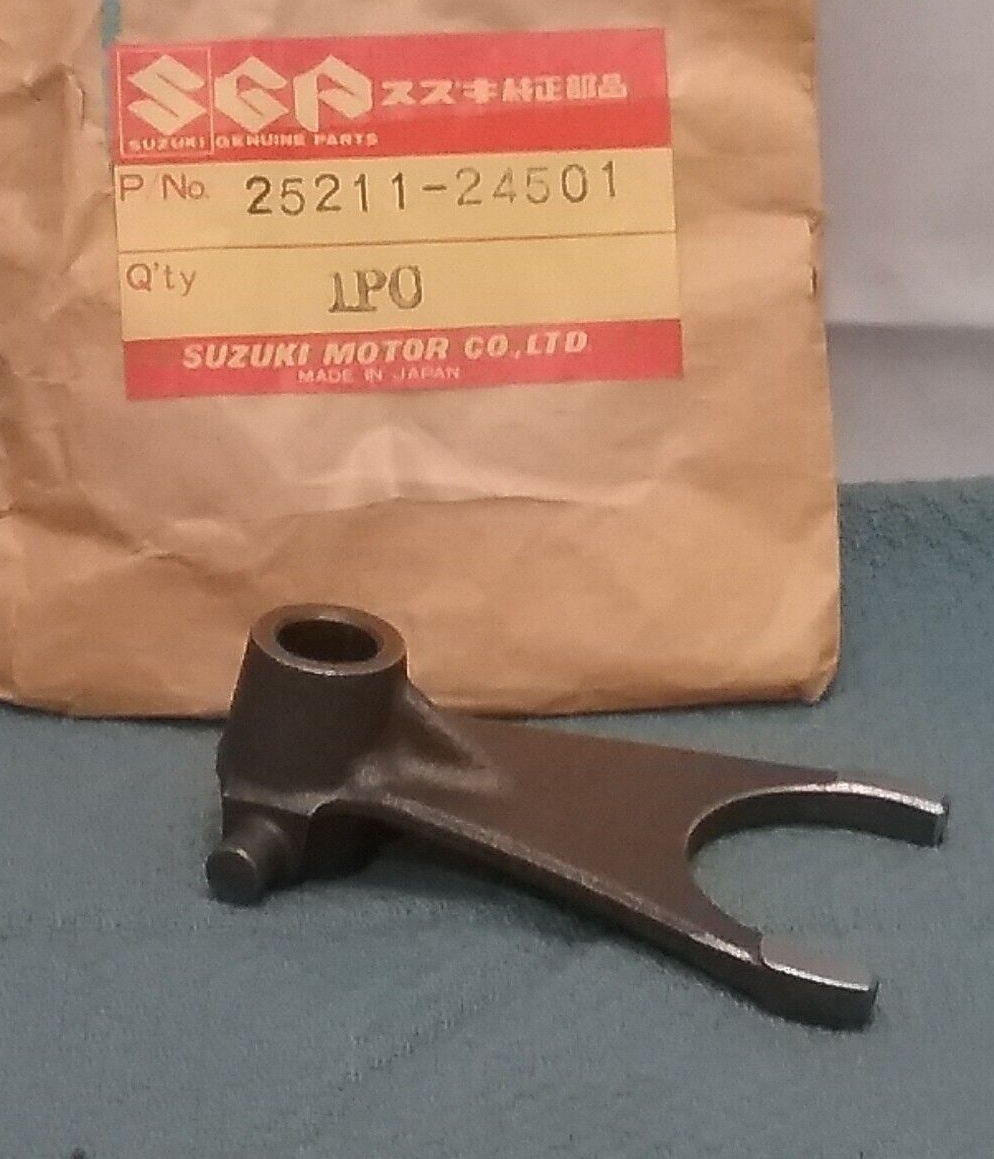 SGP スズキ純正部品
SUZUKI GENUINE PARTS
P/No. 25211-24501
Q'ty 1PO
SUZUKI MOTOR CO.,LTD
MADE IN JAPAN